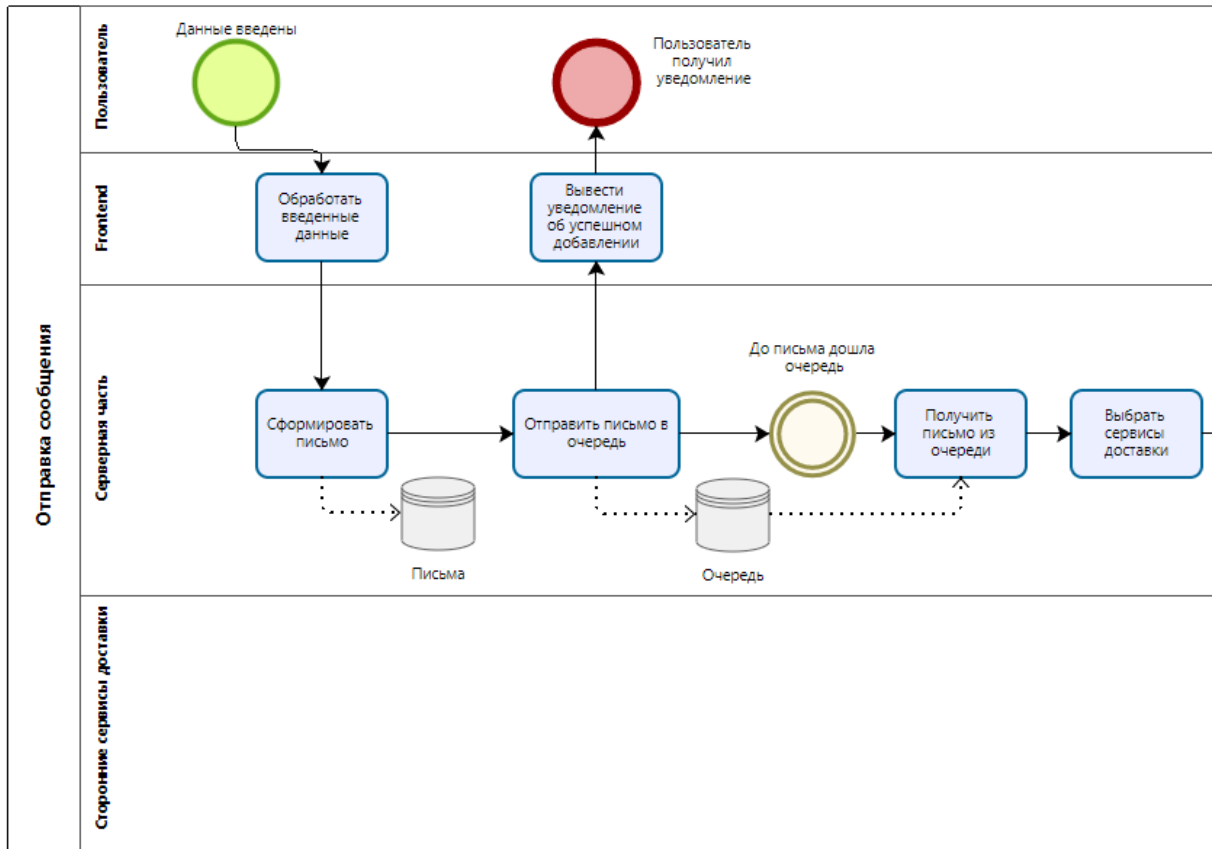 Отправка сообщения
Пользователь
Данные введены
Пользователь
получил
уведомление
Frontend
Обработать
введенные
данные
Вывести
уведомление
об успешном
добавлении
Серверная часть
Сформировать
письмо
Отправить письмо в
очередь
До письма дошла
очередь
Получить
письмо из
очереди
Выбрать
сервисы
доставки
Письма
Очередь
Сторонние сервисы доставки